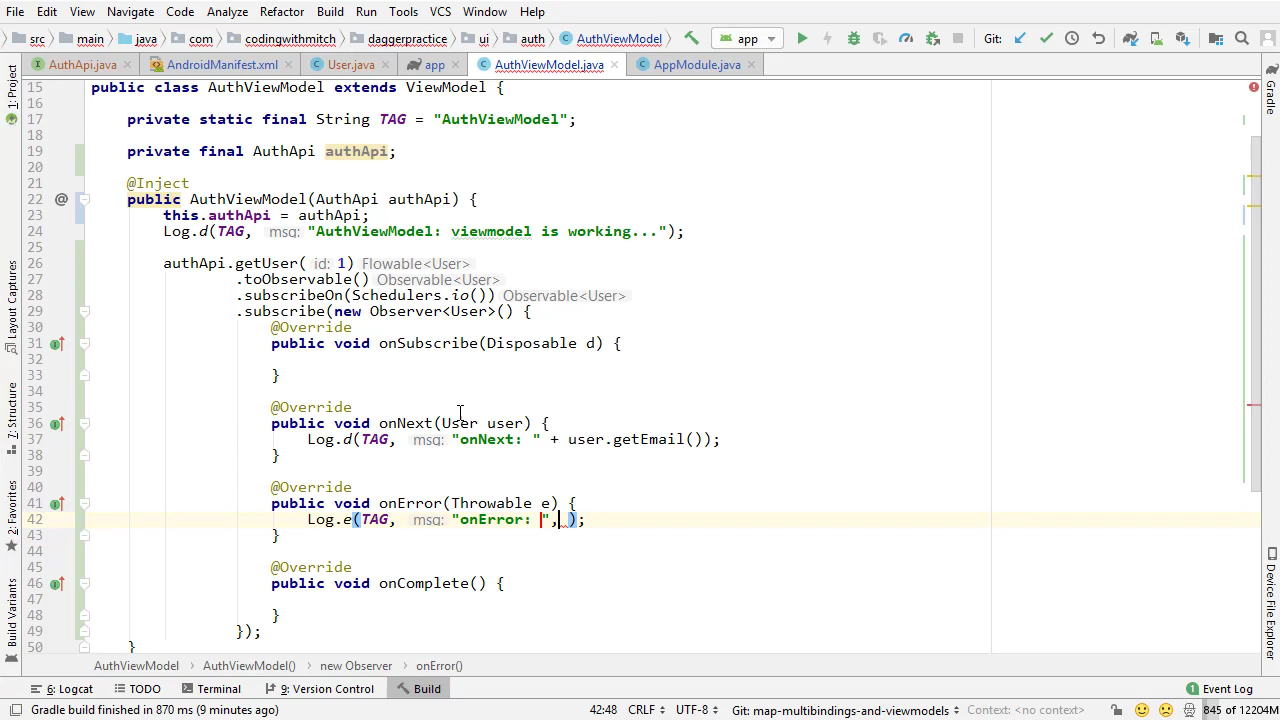 File Edit View Navigate Code Analyze Refactor Build Run Tools VCS Window Help
src main java com codingwithmitch daggerpractice ui auth AuthViewModel app Git:
AuthApi.java AndroidManifest.xml User.java app AuthViewModel.java AppModule.java
1: Project
Layout Captures
7: Structure
2: Favorites
Build Variants
15 public class AuthViewModel extends ViewModel {
16
17 private static final String TAG = "AuthViewModel";
18
19 private final AuthApi authApi;
20
21 @Inject
22 @ public AuthViewModel(AuthApi authApi) {
23 this.authApi = authApi;
24 Log.d(TAG, msg: "AuthViewModel: viewmodel is working...");
25
26 authApi.getUser( id: 1) Flowable<User>
27 .toObservable() Observable<User>
28 .subscribeOn(Schedulers.io()) Observable<User>
29 .subscribe(new Observer<User>() {
30 @Override
31 public void onSubscribe(Disposable d) {
32
33 }
34
35 @Override
36 public void onNext(User user) {
37 Log.d(TAG, msg: "onNext: " + user.getEmail());
38 }
39
40 @Override
41 public void onError(Throwable e) {
42 Log.e(TAG, msg: "onError: ", );
43 }
44
45 @Override
46 public void onComplete() {
47
48 }
49 });
50 }
Gradle
Device File Explorer
AuthViewModel AuthViewModel() new Observer onError()
6: Logcat TODO Terminal 9: Version Control Build 1 Event Log
Gradle build finished in 870 ms (9 minutes ago) 42:48 CRLF UTF-8 Git: map-multibindings-and-viewmodels Context: <no context> 845 of 12204M